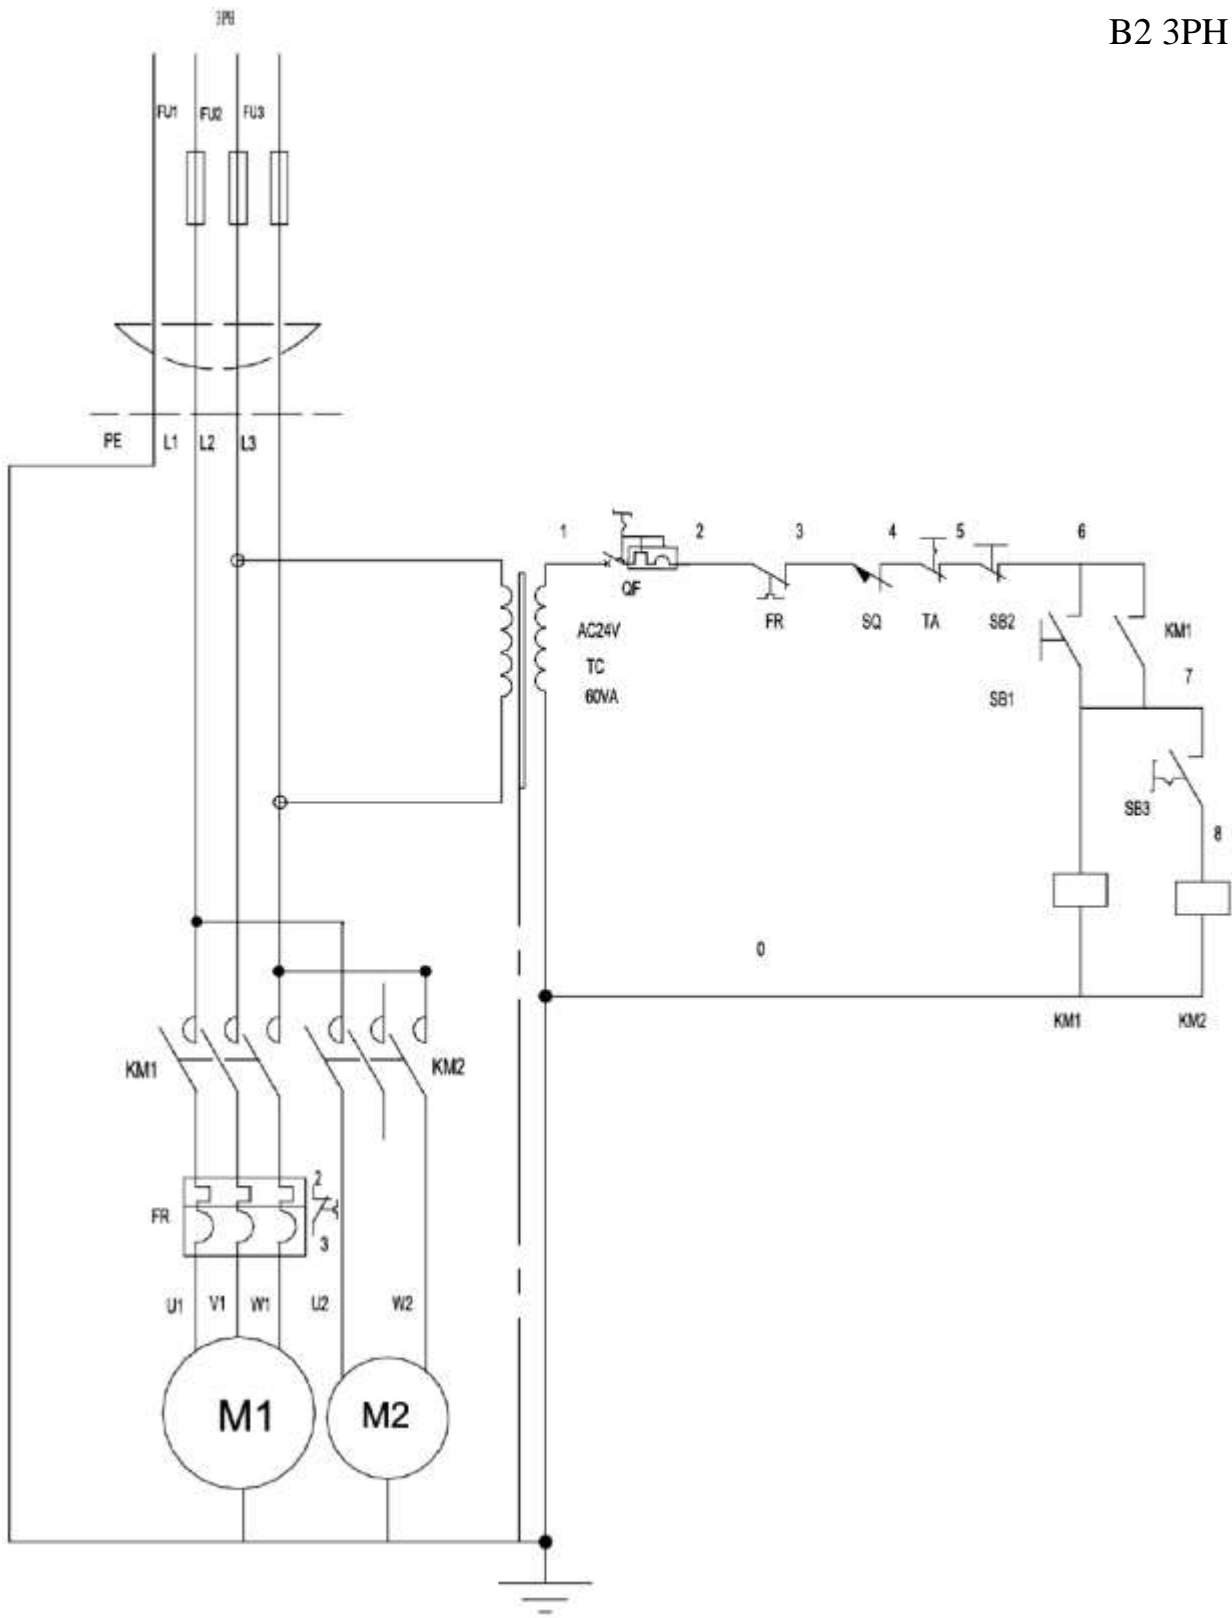 3PH
B2 3PH
FU1 FU2 FU3
PE L1 L2 L3
1 2 3 4 5 6
QF
AC24V
TC
60VA
FR SQ TA SB2
KM1
7
SB1
SB3
8
0
KM1 KM2
KM1 KM2
2
FR
3
U1 V1 W1 U2 W2
M1 M2